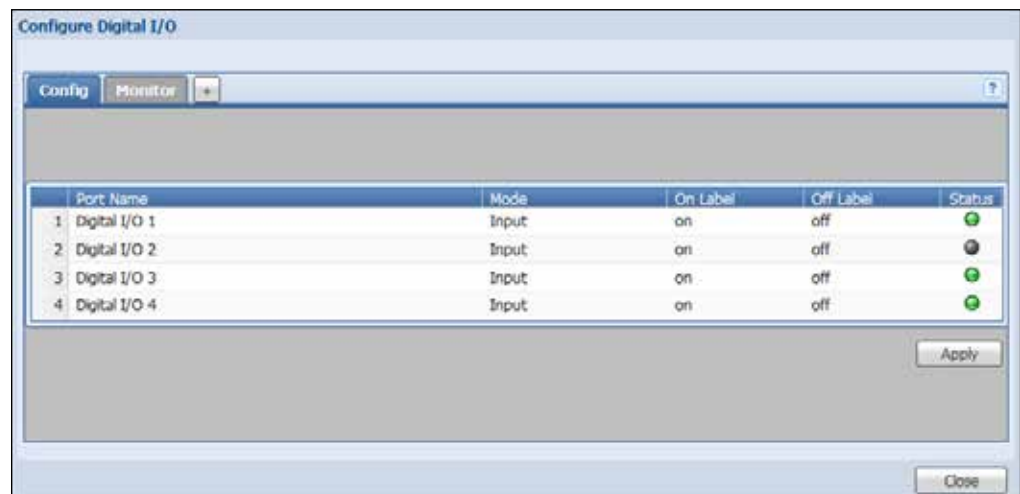 Configure Digital I/O
Config Monitor + ?
Port Name Mode On Label Off Label Status
1 Digital I/O 1 Input on off
2 Digital I/O 2 Input on off
3 Digital I/O 3 Input on off
4 Digital I/O 4 Input on off
Apply
Close